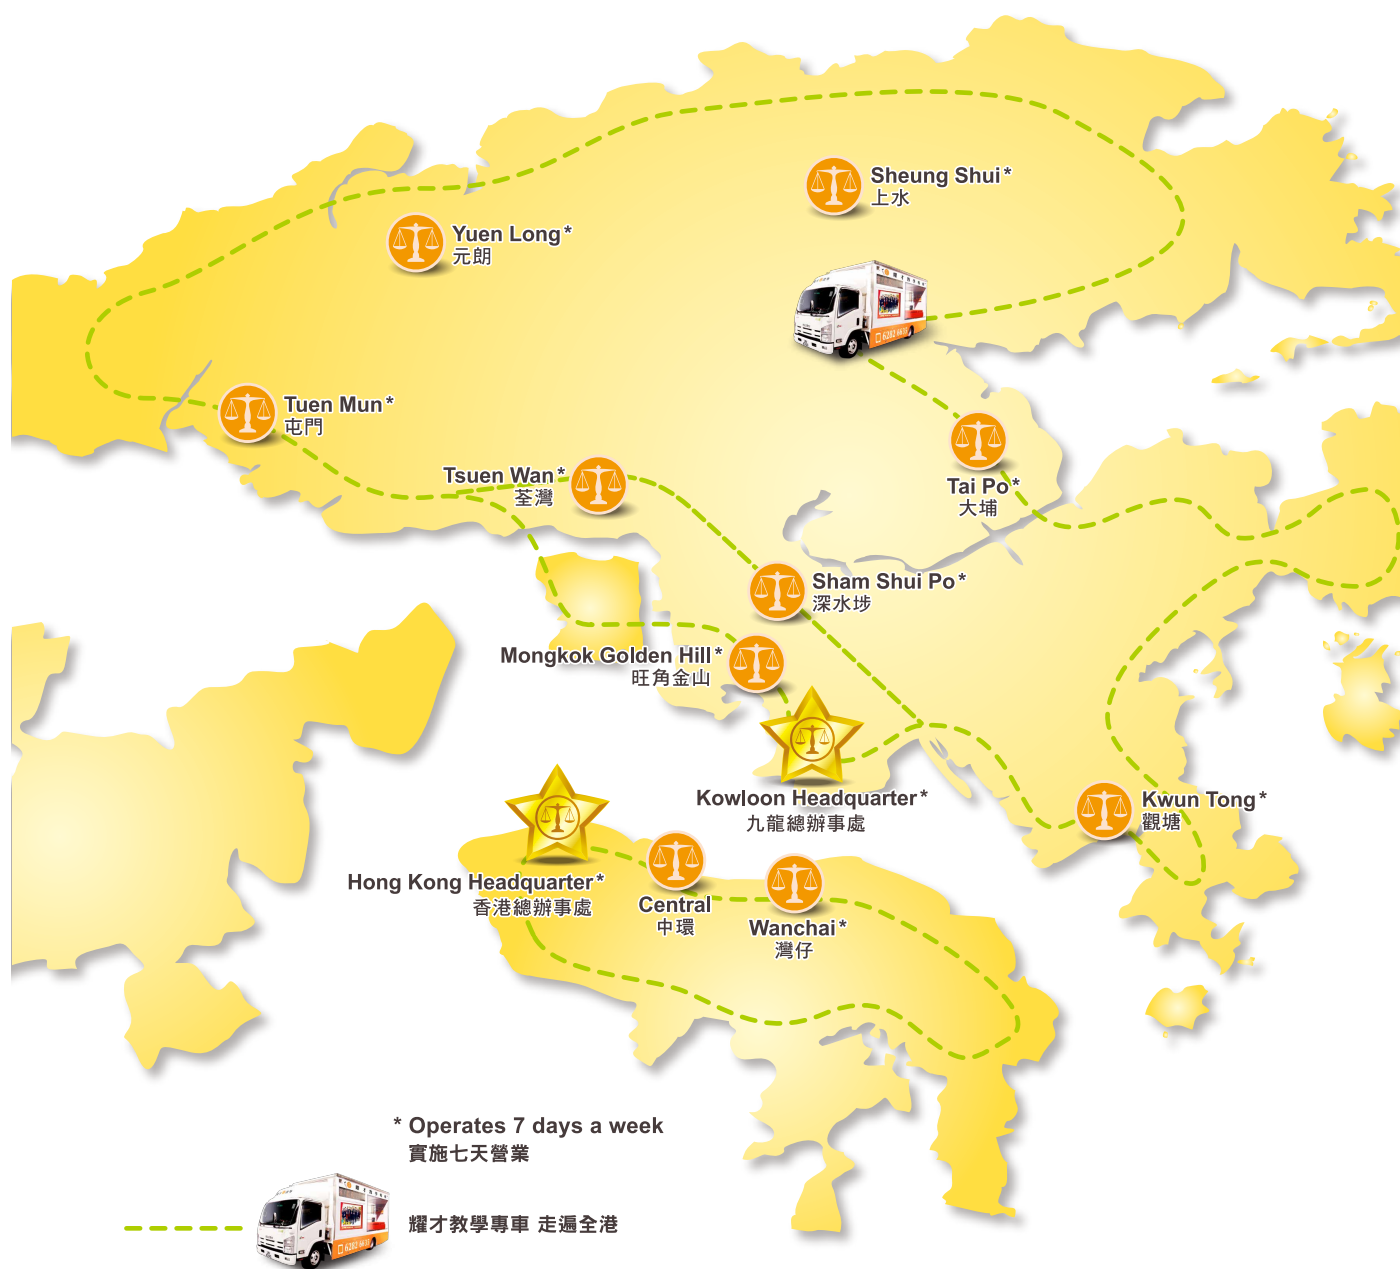 Sheung Shui*
上水
Yuen Long*
元朗
6282 6611
Tuen Mun*
屯門
Tsuen Wan*
荃灣
Tai Po*
大埔
Sham Shui Po*
深水埗
Mongkok Golden Hill*
旺角金山
Kowloon Headquarter*
九龍總辦事處
Kwun Tong*
觀塘
Hong Kong Headquarter*
香港總辦事處
Central
中環
Wanchai*
灣仔
* Operates 7 days a week
實施七天營業
耀才教學專車 走遍全港